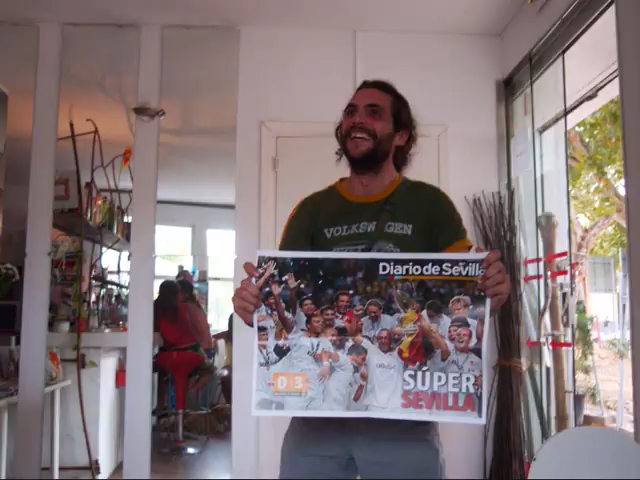 VOLKSWAGEN
Diario de Sevilla
0 3
SÚPER
SEVILLA